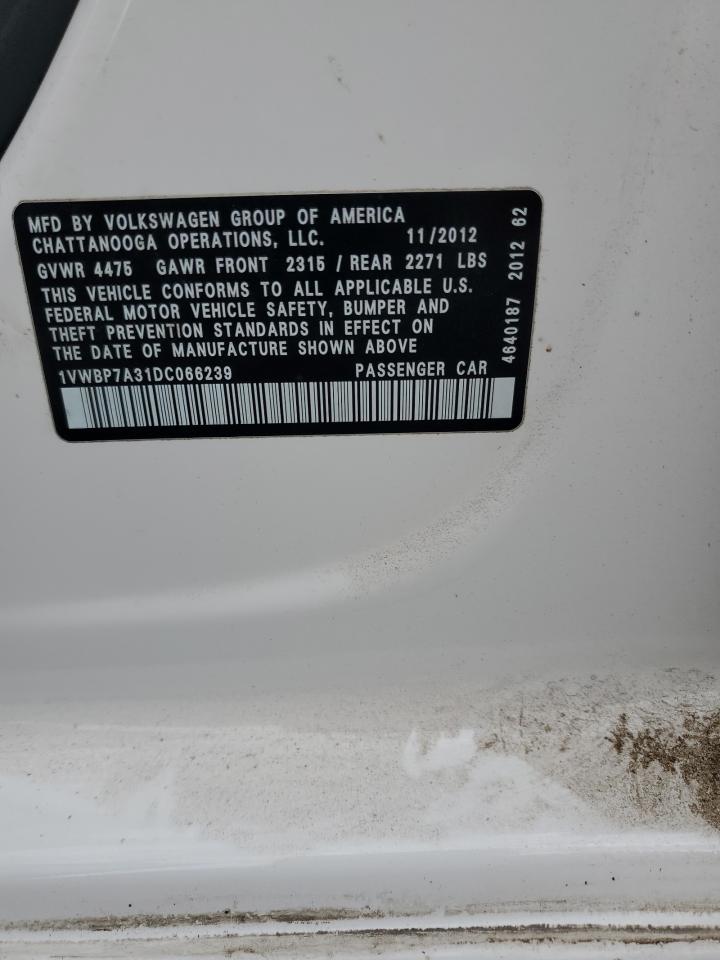 MFD BY VOLKSWAGEN GROUP OF AMERICA
CHATTANOOGA OPERATIONS, LLC. 11/2012
GVWR 4475 GAWR FRONT 2315 / REAR 2271 LBS
THIS VEHICLE CONFORMS TO ALL APPLICABLE U.S.
FEDERAL MOTOR VEHICLE SAFETY, BUMPER AND
THEFT PREVENTION STANDARDS IN EFFECT ON
THE DATE OF MANUFACTURE SHOWN ABOVE
1VWBP7A31DC066239 PASSENGER CAR
4640187 2012 62